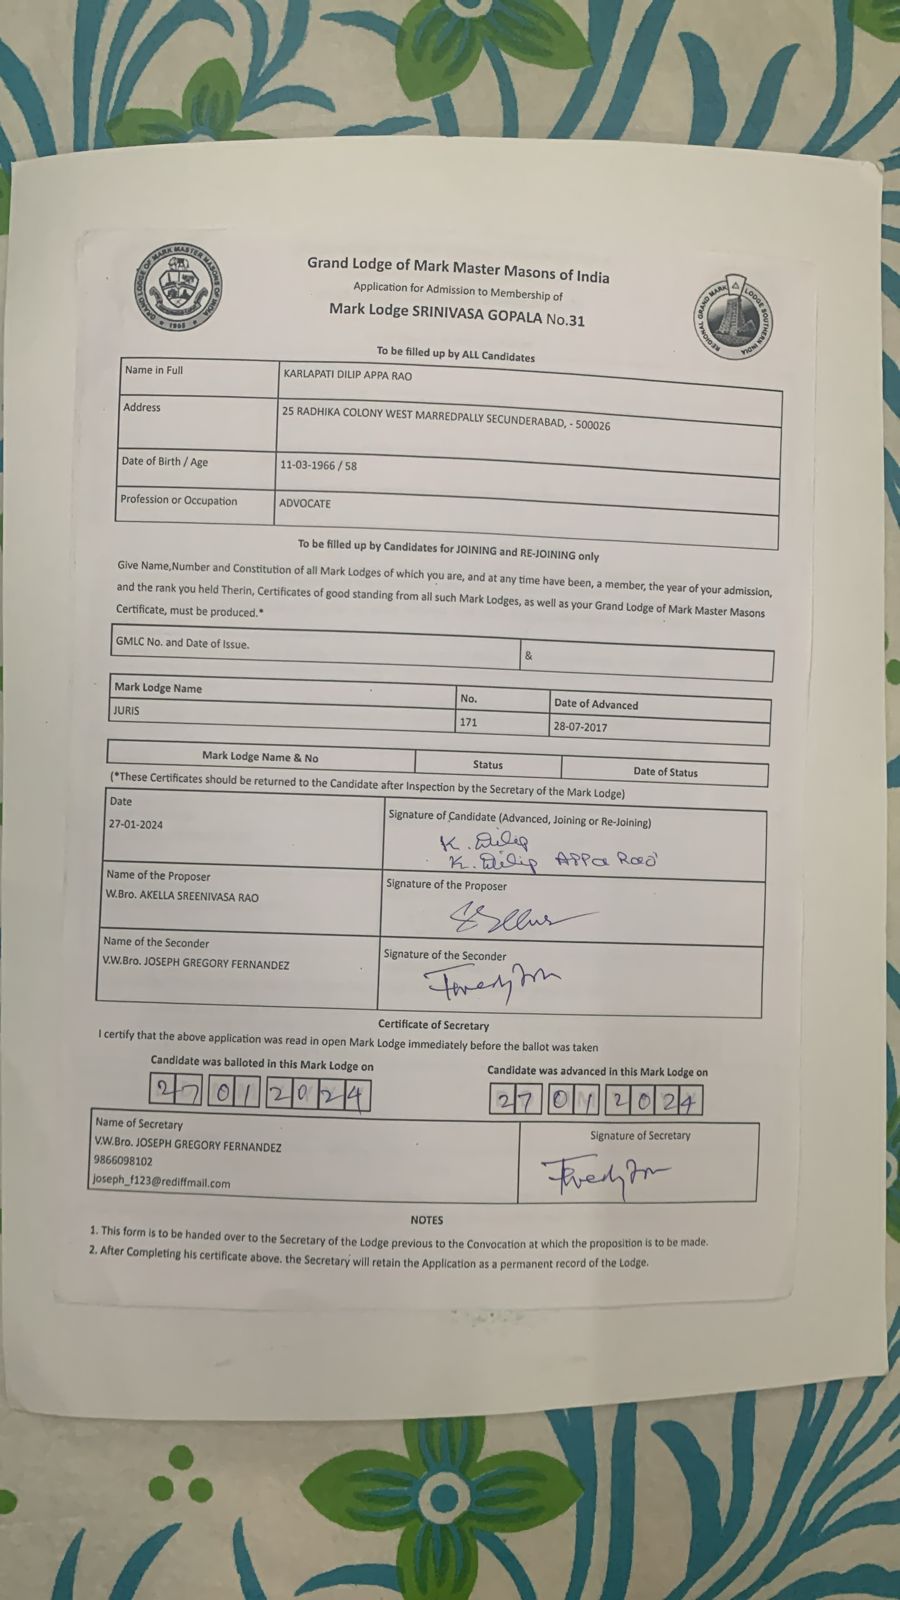 GRAND LODGE OF MARK MASTER MASONS OF INDIA
1965
REGIONAL GRAND MARK LODGE SOUTHERN INDIA
Grand Lodge of Mark Master Masons of India
Application for Admission to Membership of
Mark Lodge SRINIVASA GOPALA No.31
To be filled up by ALL Candidates
Name in Full KARLAPATI DILIP APPA RAO
Address 25 RADHIKA COLONY WEST MARREDPALLY SECUNDERABAD, - 500026
Date of Birth / Age 11-03-1966 / 58
Profession or Occupation ADVOCATE
To be filled up by Candidates for JOINING and RE-JOINING only
Give Name,Number and Constitution of all Mark Lodges of which you are, and at any time have been, a member, the year of your admission,
and the rank you held Therin, Certificates of good standing from all such Mark Lodges, as well as your Grand Lodge of Mark Master Masons
Certificate, must be produced.*
GMLC No. and Date of Issue. &
Mark Lodge Name No. Date of Advanced
JURIS 171 28-07-2017
Mark Lodge Name & No Status Date of Status
(*These Certificates should be returned to the Candidate after Inspection by the Secretary of the Mark Lodge)
Date Signature of Candidate (Advanced, Joining or Re-Joining)
27-01-2024 K. Dilip
K. Dilip APPa Rao
Name of the Proposer Signature of the Proposer
W.Bro. AKELLA SREENIVASA RAO
Name of the Seconder Signature of the Seconder
V.W.Bro. JOSEPH GREGORY FERNANDEZ
Certificate of Secretary
I certify that the above application was read in open Mark Lodge immediately before the ballot was taken
Candidate was balloted in this Mark Lodge on Candidate was advanced in this Mark Lodge on
27 01 2024 27 01 2024
Name of Secretary Signature of Secretary
V.W.Bro. JOSEPH GREGORY FERNANDEZ
9866098102
joseph_f123@rediffmail.com
NOTES
1. This form is to be handed over to the Secretary of the Lodge previous to the Convocation at which the proposition is to be made.
2. After Completing his certificate above. the Secretary will retain the Application as a permanent record of the Lodge.